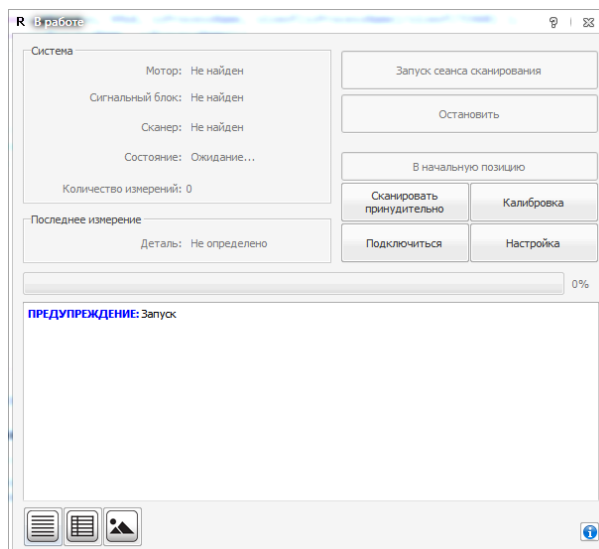 R В работе
Система
Мотор: Не найден
Сигнальный блок: Не найден
Сканер: Не найден
Состояние: Ожидание...
Количество измерений: 0
Последнее измерение
Деталь: Не определено
Запуск сеанса сканирования
Остановить
В начальную позицию
Сканировать
принудительно
Калибровка
Подключиться
Настройка
0%
ПРЕДУПРЕЖДЕНИЕ: Запуск